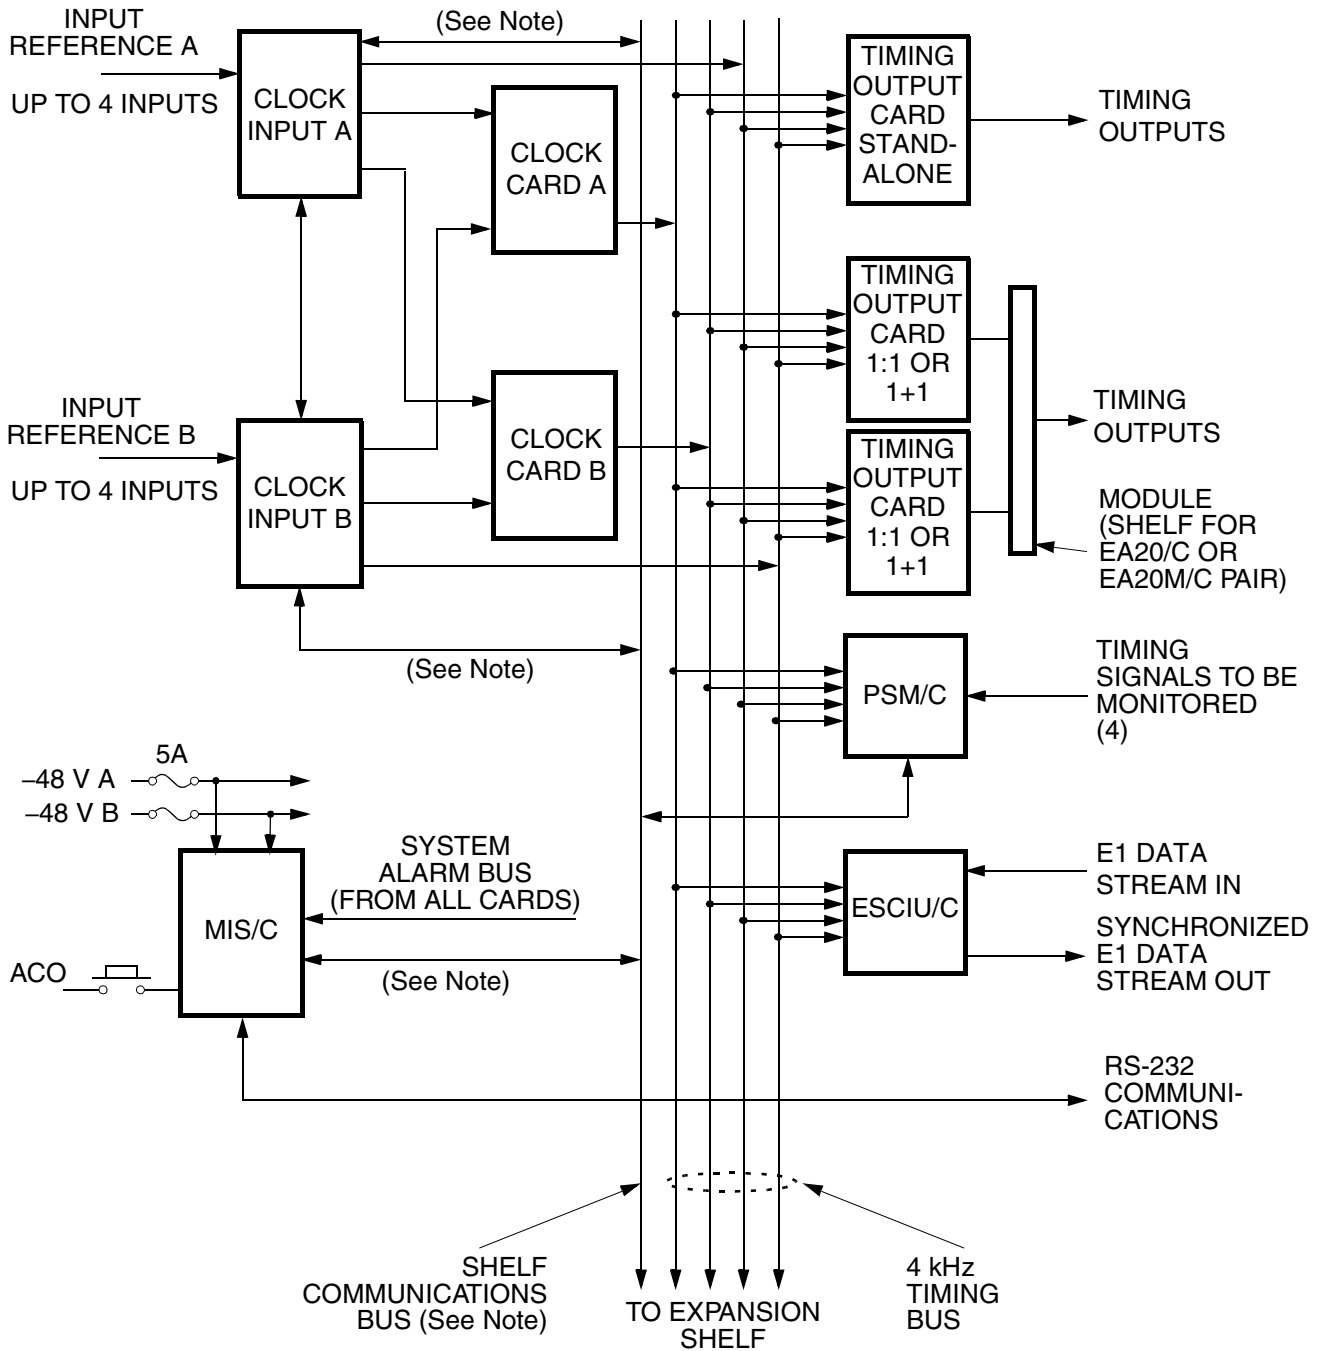 INPUT
REFERENCE A
UP TO 4 INPUTS
CLOCK
INPUT A
(See Note)
CLOCK
CARD A
TIMING
OUTPUT
CARD
STAND-
ALONE
TIMING
OUTPUTS
INPUT
REFERENCE B
UP TO 4 INPUTS
CLOCK
INPUT B
CLOCK
CARD B
(See Note)
TIMING
OUTPUT
CARD
1:1 OR
1+1
TIMING
OUTPUT
CARD
1:1 OR
1+1
TIMING
OUTPUTS
MODULE
(SHELF FOR
EA20/C OR
EA20M/C PAIR)
PSM/C
TIMING
SIGNALS TO BE
MONITORED
(4)
5A
–48 V A
–48 V B
MIS/C
SYSTEM
ALARM BUS
(FROM ALL CARDS)
(See Note)
ACO
ESCIU/C
E1 DATA
STREAM IN
SYNCHRONIZED
E1 DATA
STREAM OUT
RS-232
COMMUNI-
CATIONS
SHELF
COMMUNICATIONS
BUS (See Note)
TO EXPANSION
SHELF
4 kHz
TIMING
BUS